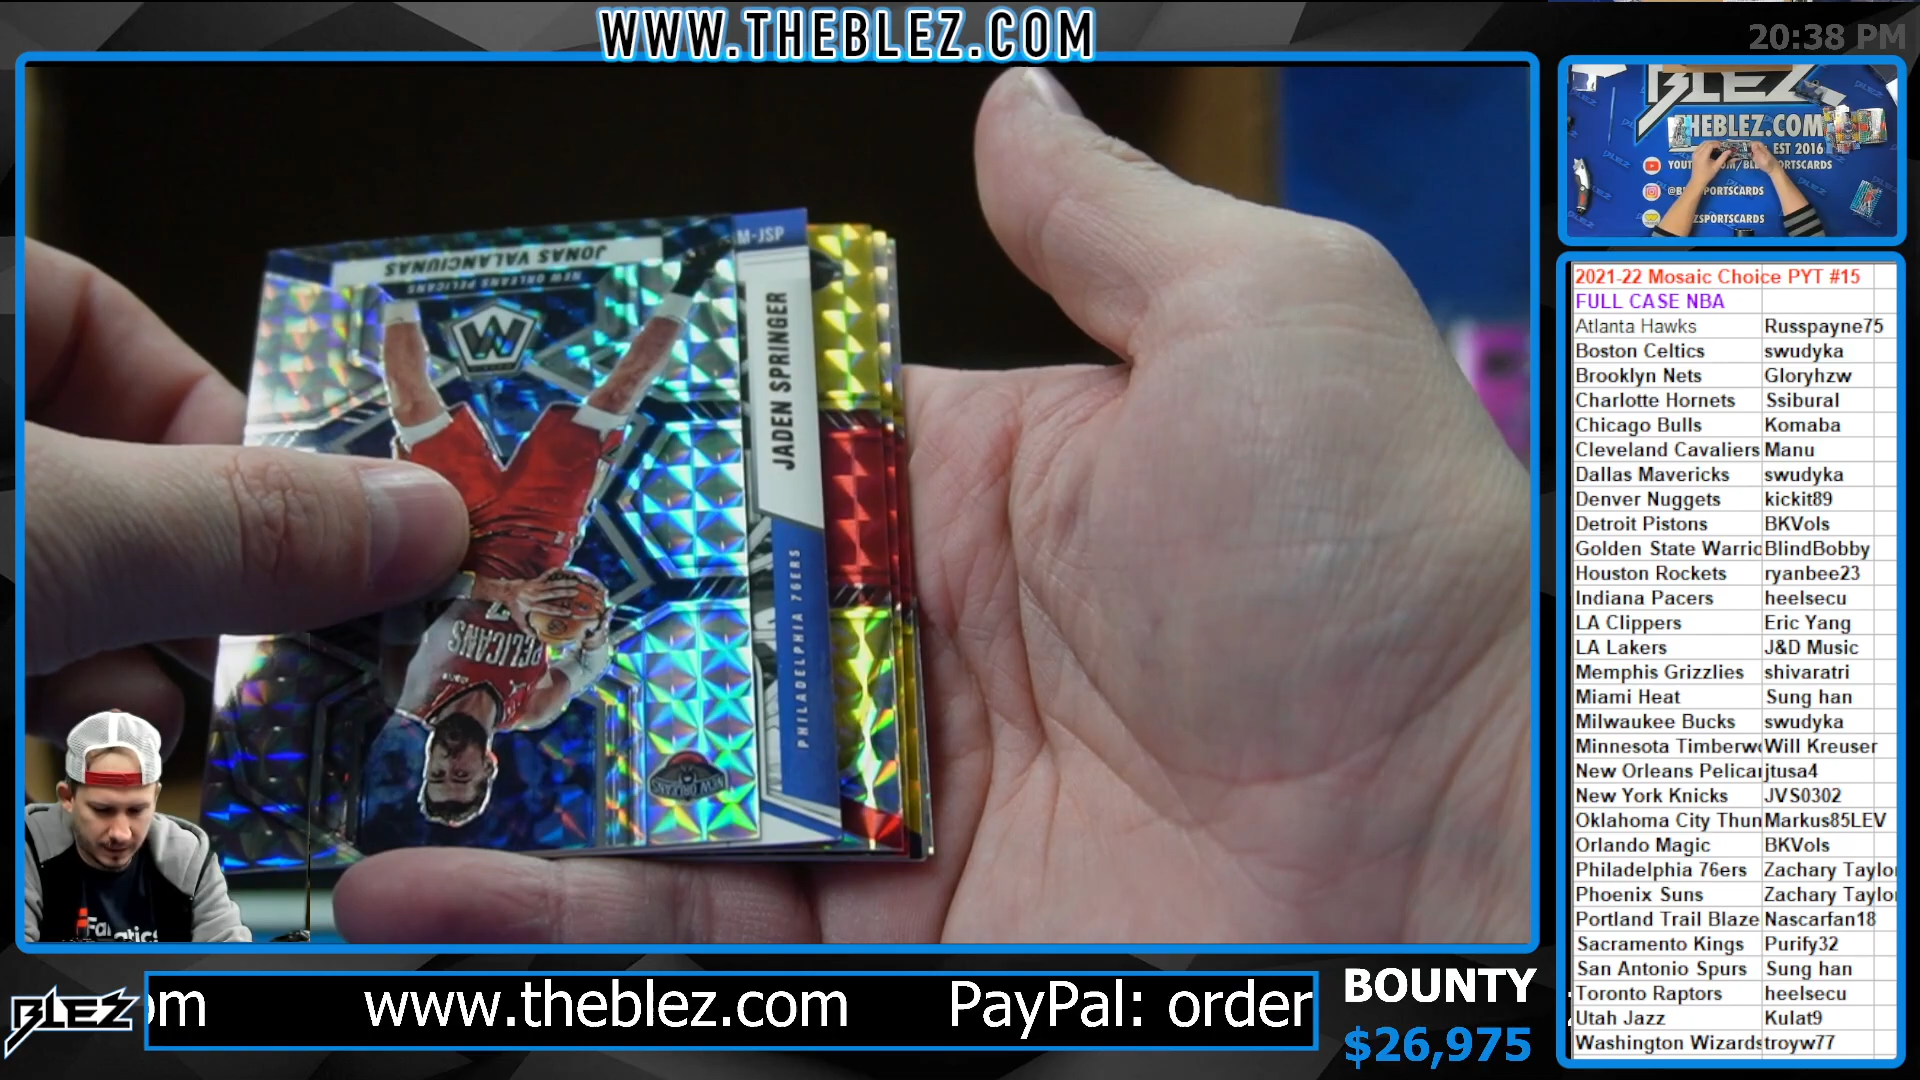 WWW.THEBLEZ.COM
20:38 PM
BLEZ
THEBLEZ.COM
EST 2016
JONAS VALANCIUNAS
NEW ORLEANS PELICANS
M-JSP
JADEN SPRINGER
PHILADELPHIA 76ERS
PELICANS
NEW ORLEANS
2021-22 Mosaic Choice PYT #15
FULL CASE NBA
Atlanta Hawks Russpayne75
Boston Celtics swudyka
Brooklyn Nets Gloryhzw
Charlotte Hornets Ssibural
Chicago Bulls Komaba
Cleveland Cavaliers Manu
Dallas Mavericks swudyka
Denver Nuggets kickit89
Detroit Pistons BKVols
Golden State Warrio BlindBobby
Houston Rockets ryanbee23
Indiana Pacers heelsecu
LA Clippers Eric Yang
LA Lakers J&D Music
Memphis Grizzlies shivaratri
Miami Heat Sung han
Milwaukee Bucks swudyka
Minnesota Timberwo Will Kreuser
New Orleans Pelican jtusa4
New York Knicks JVS0302
Oklahoma City Thun Markus85LEV
Orlando Magic BKVols
Philadelphia 76ers Zachary Taylo
Phoenix Suns Zachary Taylo
Portland Trail Blaze Nascarfan18
Sacramento Kings Purify32
San Antonio Spurs Sung han
Toronto Raptors heelsecu
Utah Jazz Kulat9
Washington Wizards troyw77
BLEZ
om www.theblez.com PayPal: order
BOUNTY
$26,975